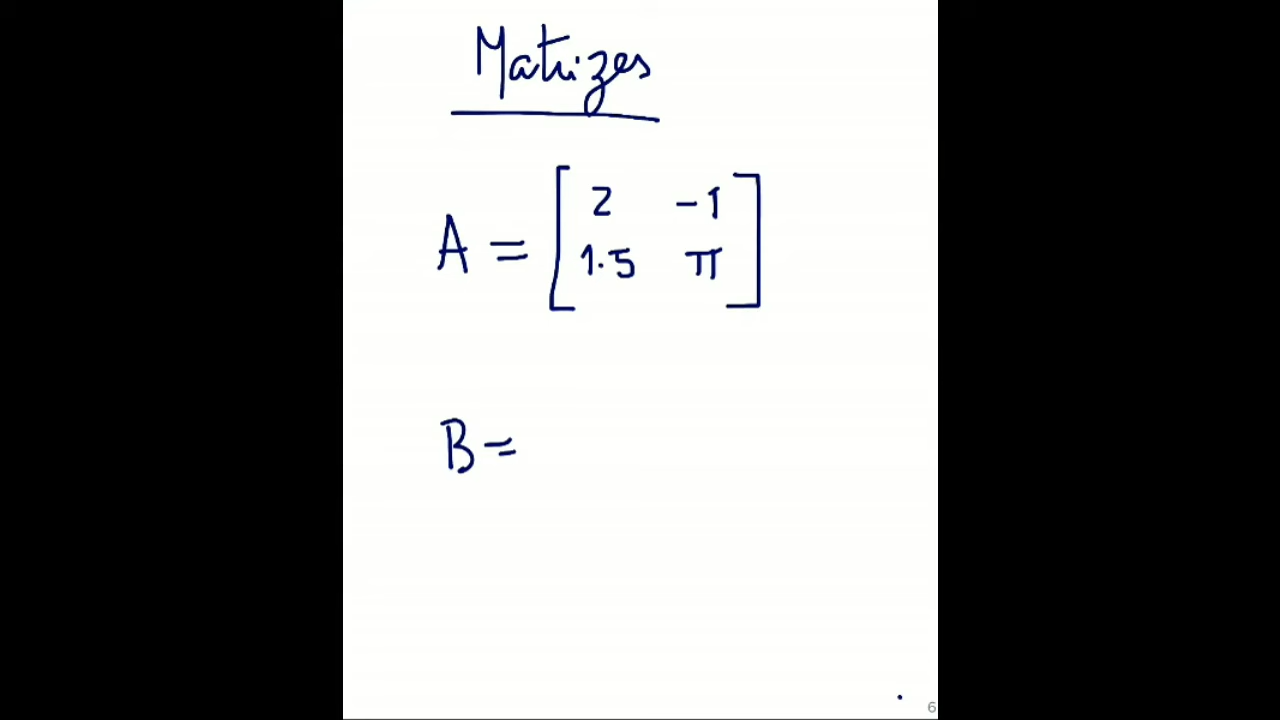 Matrizes
A = [ 2 -1
1.5 π ]
B =
6